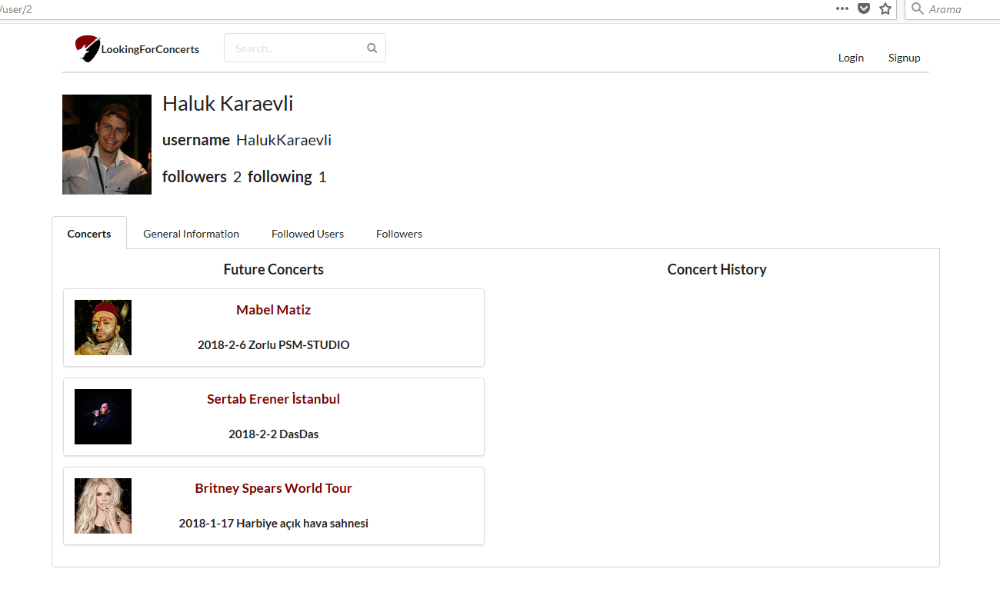 /user/2
Arama
LookingForConcerts
Search..
Login Signup
Haluk Karaevli
username HalukKaraevli
followers 2 following 1
Concerts General Information Followed Users Followers
Future Concerts
Mabel Matiz
2018-2-6 Zorlu PSM-STUDIO
Sertab Erener İstanbul
2018-2-2 DasDas
Britney Spears World Tour
2018-1-17 Harbiye açık hava sahnesi
Concert History